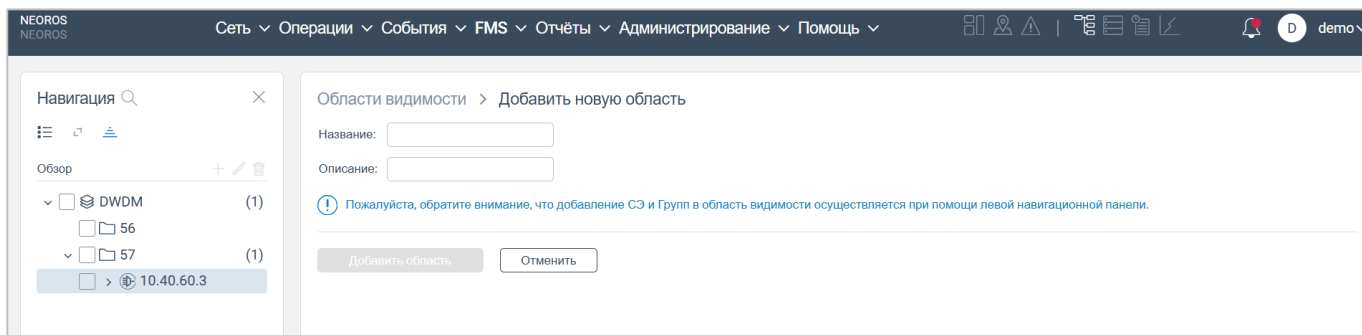 NEOROS
NEOROS
Сеть Операции События FMS Отчёты Администрирование Помощь
D demo
Навигация
Обзор
DWDM (1)
56
57 (1)
10.40.60.3
Области видимости > Добавить новую область
Название:
Описание:
Пожалуйста, обратите внимание, что добавление СЭ и Групп в область видимости осуществляется при помощи левой навигационной панели.
Добавить область Отменить